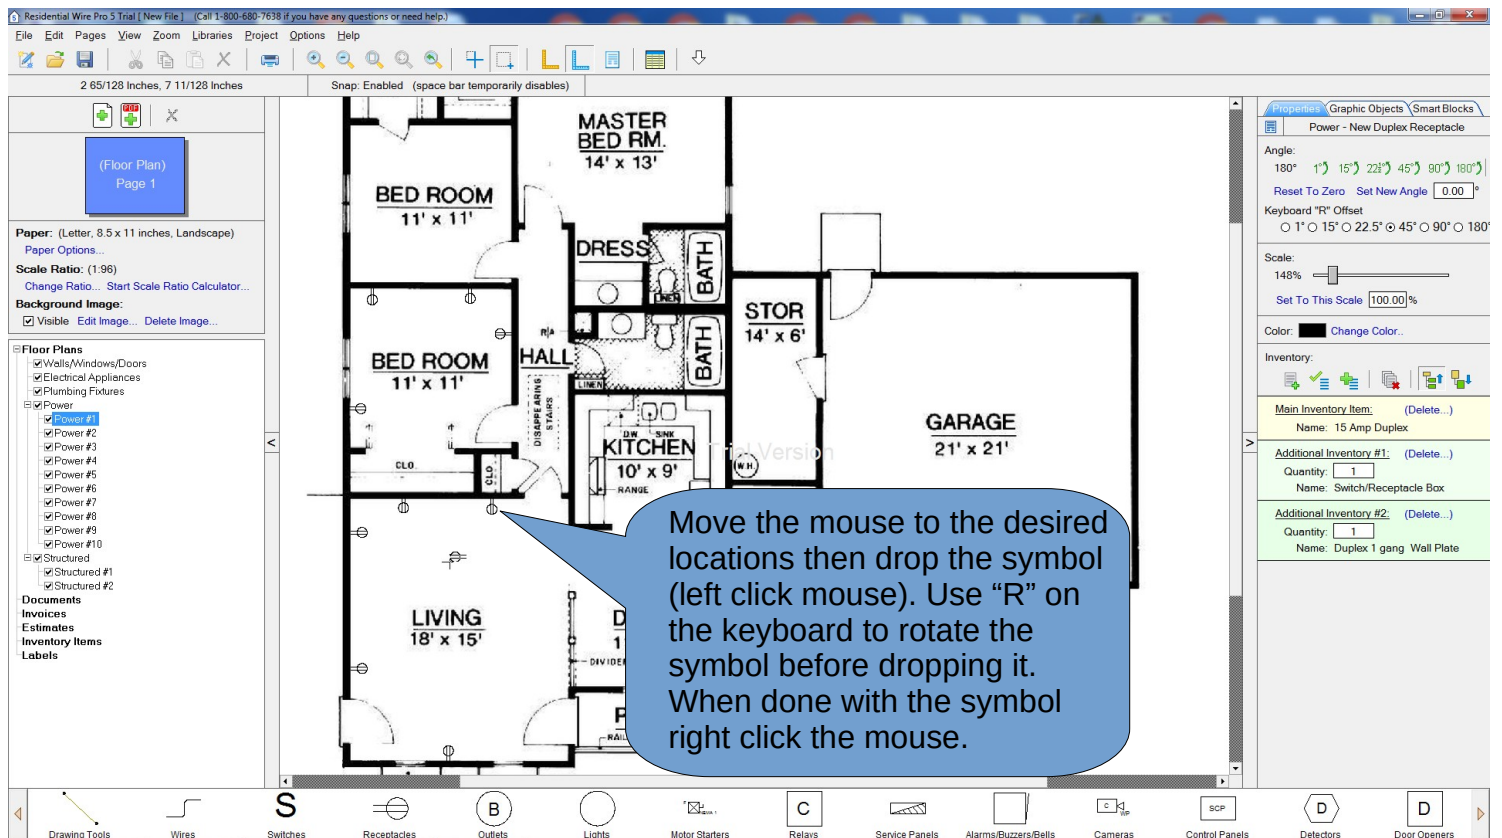 Residential Wire Pro 5 Trial [ New File ]    (Call 1-800-680-7638 if you have any questions or need help.)
File Edit Pages View Zoom Libraries Project Options Help
2 65/128 Inches, 7 11/128 Inches
Snap: Enabled (space bar temporarily disables)
PDF
(Floor Plan)
Page 1
Paper: (Letter, 8.5 x 11 inches, Landscape)
Paper Options...
Scale Ratio: (1:96)
Change Ratio... Start Scale Ratio Calculator...
Background Image:
Visible Edit Image... Delete Image...
Floor Plans
Walls/Windows/Doors
Electrical Appliances
Plumbing Fixtures
Power
Power #1
Power #2
Power #3
Power #4
Power #5
Power #6
Power #7
Power #8
Power #9
Power #10
Structured
Structured #1
Structured #2
Documents
Invoices
Estimates
Inventory Items
Labels
<
MASTER
BED RM.
14' x 13'
BED ROOM
11' x 11'
DRESS
BATH
LINEN
STOR
14' x 6'
R/A
HALL
BED ROOM
11' x 11'
BATH
LINEN
DISAPPEARING
STAIRS
D.W. SINK
KITCHEN
10' x 9'
RANGE
Trial Version
W.H.
GARAGE
21' x 21'
CLO.
CLO.
LIVING
18' x 15'
D
1
DIVIDE
P
RAIL
Move the mouse to the desired
locations then drop the symbol
(left click mouse). Use “R” on
the keyboard to rotate the
symbol before dropping it.
When done with the symbol
right click the mouse.
>
Properties Graphic Objects Smart Blocks
Power - New Duplex Receptacle
Angle:
180° 1° 15° 22½° 45° 90° 180°
Reset To Zero Set New Angle 0.00 °
Keyboard "R" Offset
1° 15° 22.5° 45° 90° 180°
Scale:
148%
Set To This Scale 100.00 %
Color: Change Color..
Inventory:
Main Inventory Item: (Delete...)
Name: 15 Amp Duplex
Additional Inventory #1: (Delete...)
Quantity: 1
Name: Switch/Receptacle Box
Additional Inventory #2: (Delete...)
Quantity: 1
Name: Duplex 1 gang Wall Plate
S B C C SCP D D
Drawing Tools Wires Switches Receptacles Outlets Lights Motor Starters Relays Service Panels Alarms/Buzzers/Bells Cameras Control Panels Detectors Door Openers